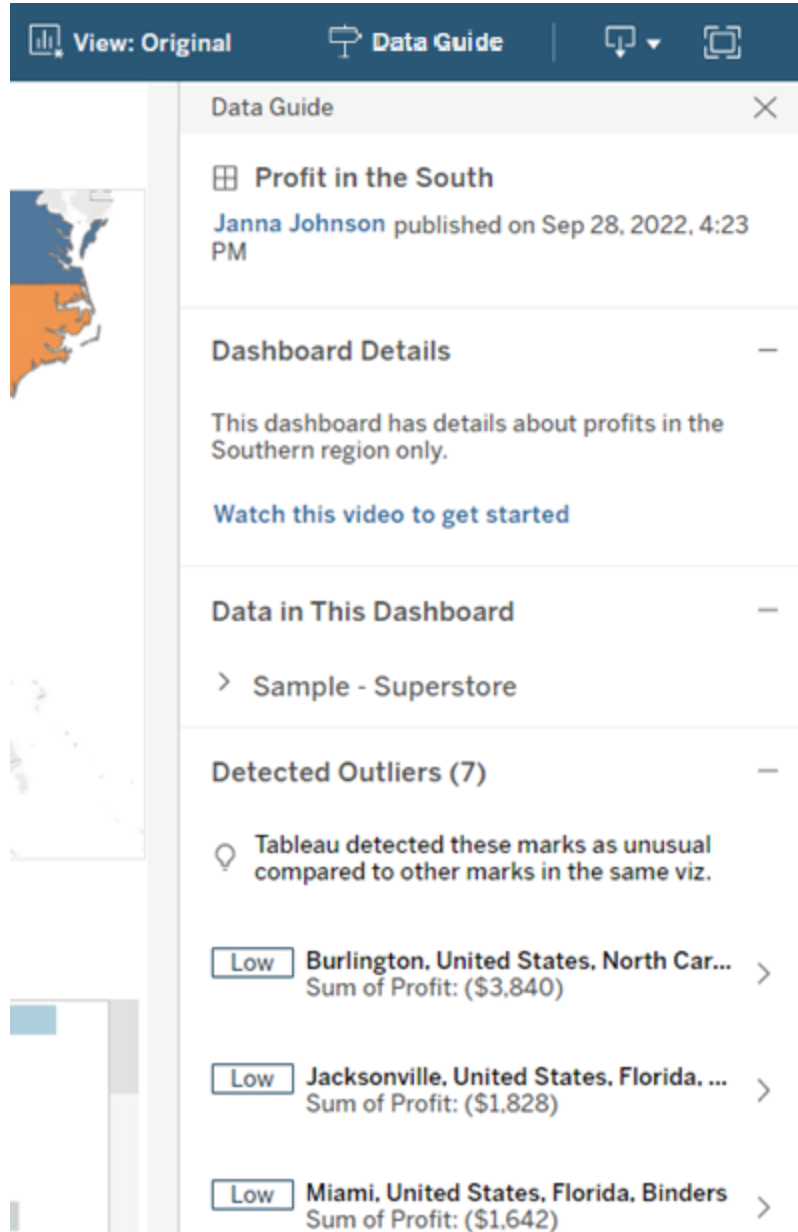 View: Original
Data Guide
Data Guide
Profit in the South
Janna Johnson published on Sep 28, 2022, 4:23
PM
Dashboard Details
This dashboard has details about profits in the
Southern region only.
Watch this video to get started
Data in This Dashboard
Sample - Superstore
Detected Outliers (7)
Tableau detected these marks as unusual
compared to other marks in the same viz.
Low Burlington, United States, North Car...
Sum of Profit: ($3,840)
Low Jacksonville, United States, Florida, ...
Sum of Profit: ($1,828)
Low Miami, United States, Florida, Binders
Sum of Profit: ($1,642)